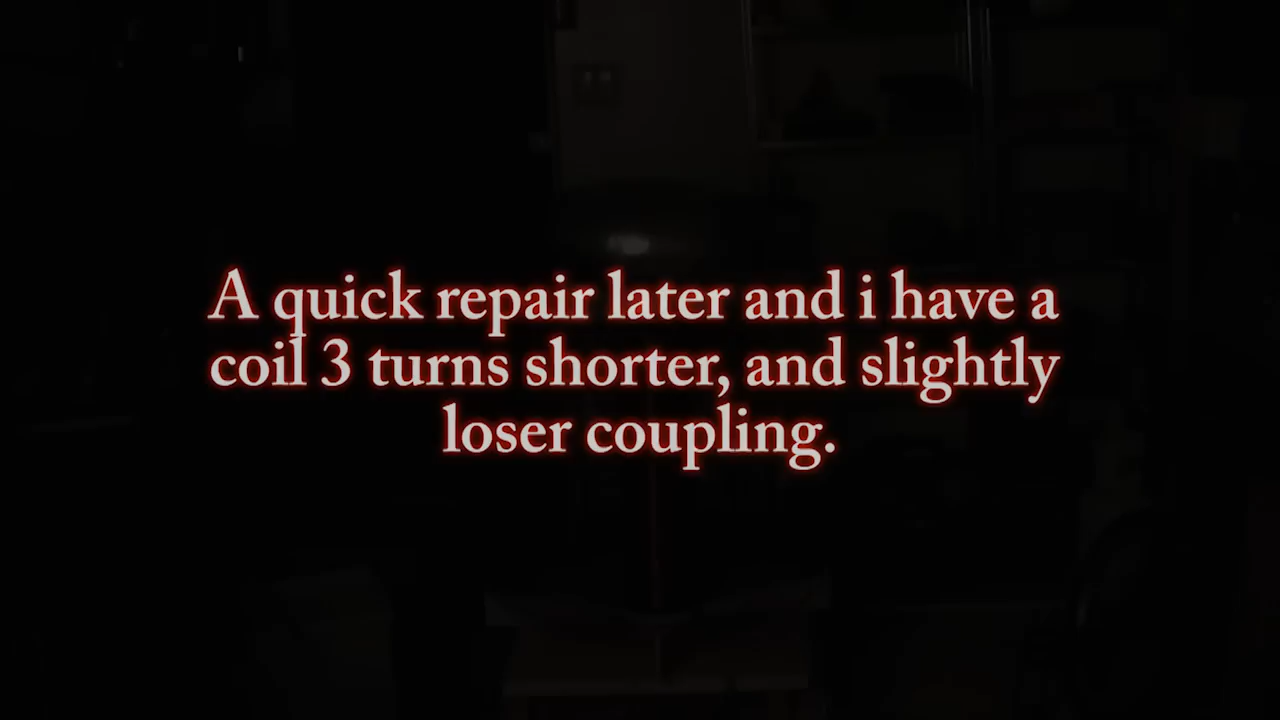 A quick repair later and i have a
coil 3 turns shorter, and slightly
loser coupling.